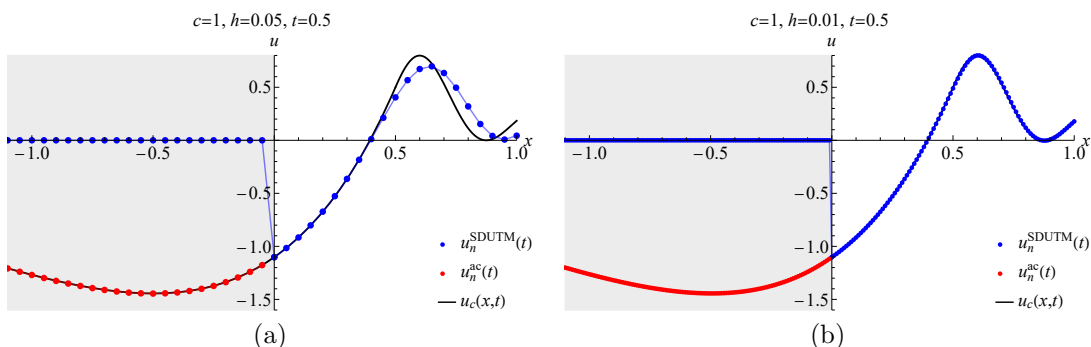 c=1, h=0.05, t=0.5
u
0.5
x
−1.0
−0.5
0.5
1.0
−0.5
−1.0
−1.5
u_n^SDUTM(t)
u_n^ac(t)
u_c(x,t)
(a)
c=1, h=0.01, t=0.5
u
0.5
x
−1.0
−0.5
0.5
1.0
−0.5
−1.0
−1.5
u_n^SDUTM(t)
u_n^ac(t)
u_c(x,t)
(b)